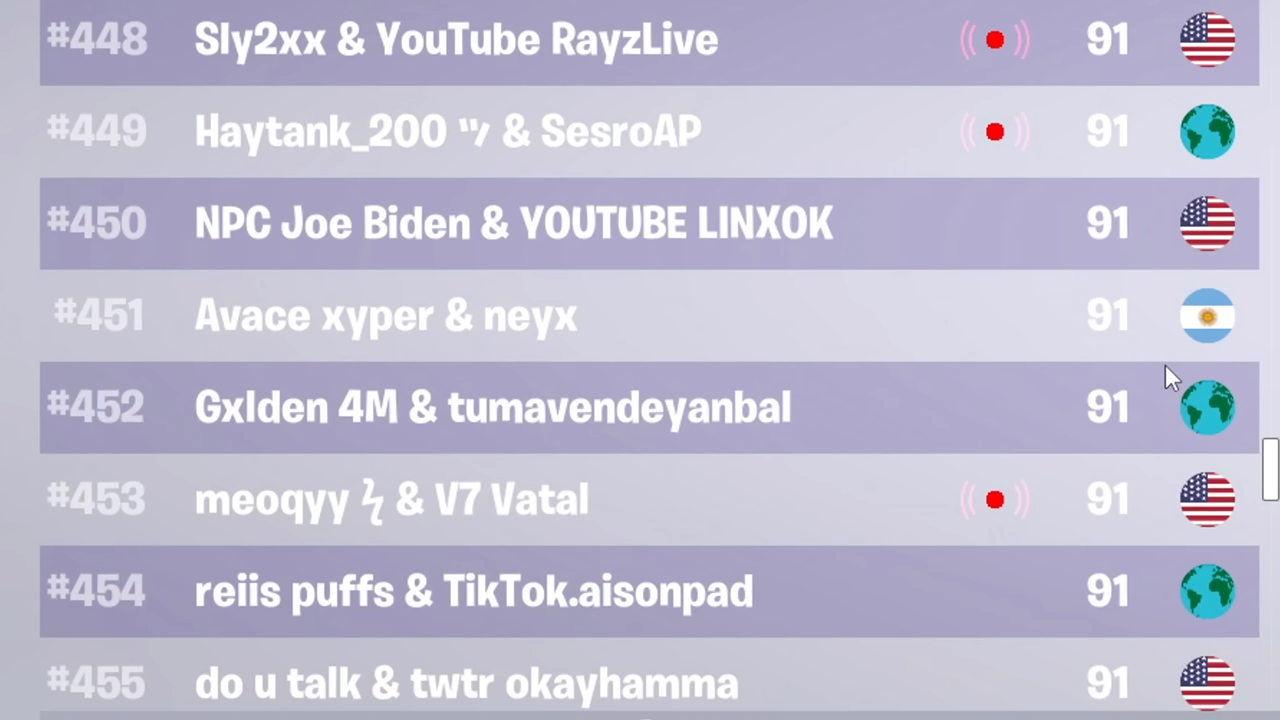 #448 Sly2xx & YouTube RayzLive 91
#449 Haytank_200 ツ & SesroAP 91
#450 NPC Joe Biden & YOUTUBE LINXOK 91
#451 Avace xyper & neyx 91
#452 Gxlden 4M & tumavendeyanbal 91
#453 meoqyy ϟ & V7 Vatal 91
#454 reiis puffs & TikTok.aisonpad 91
#455 do u talk & twtr kayhamma 91